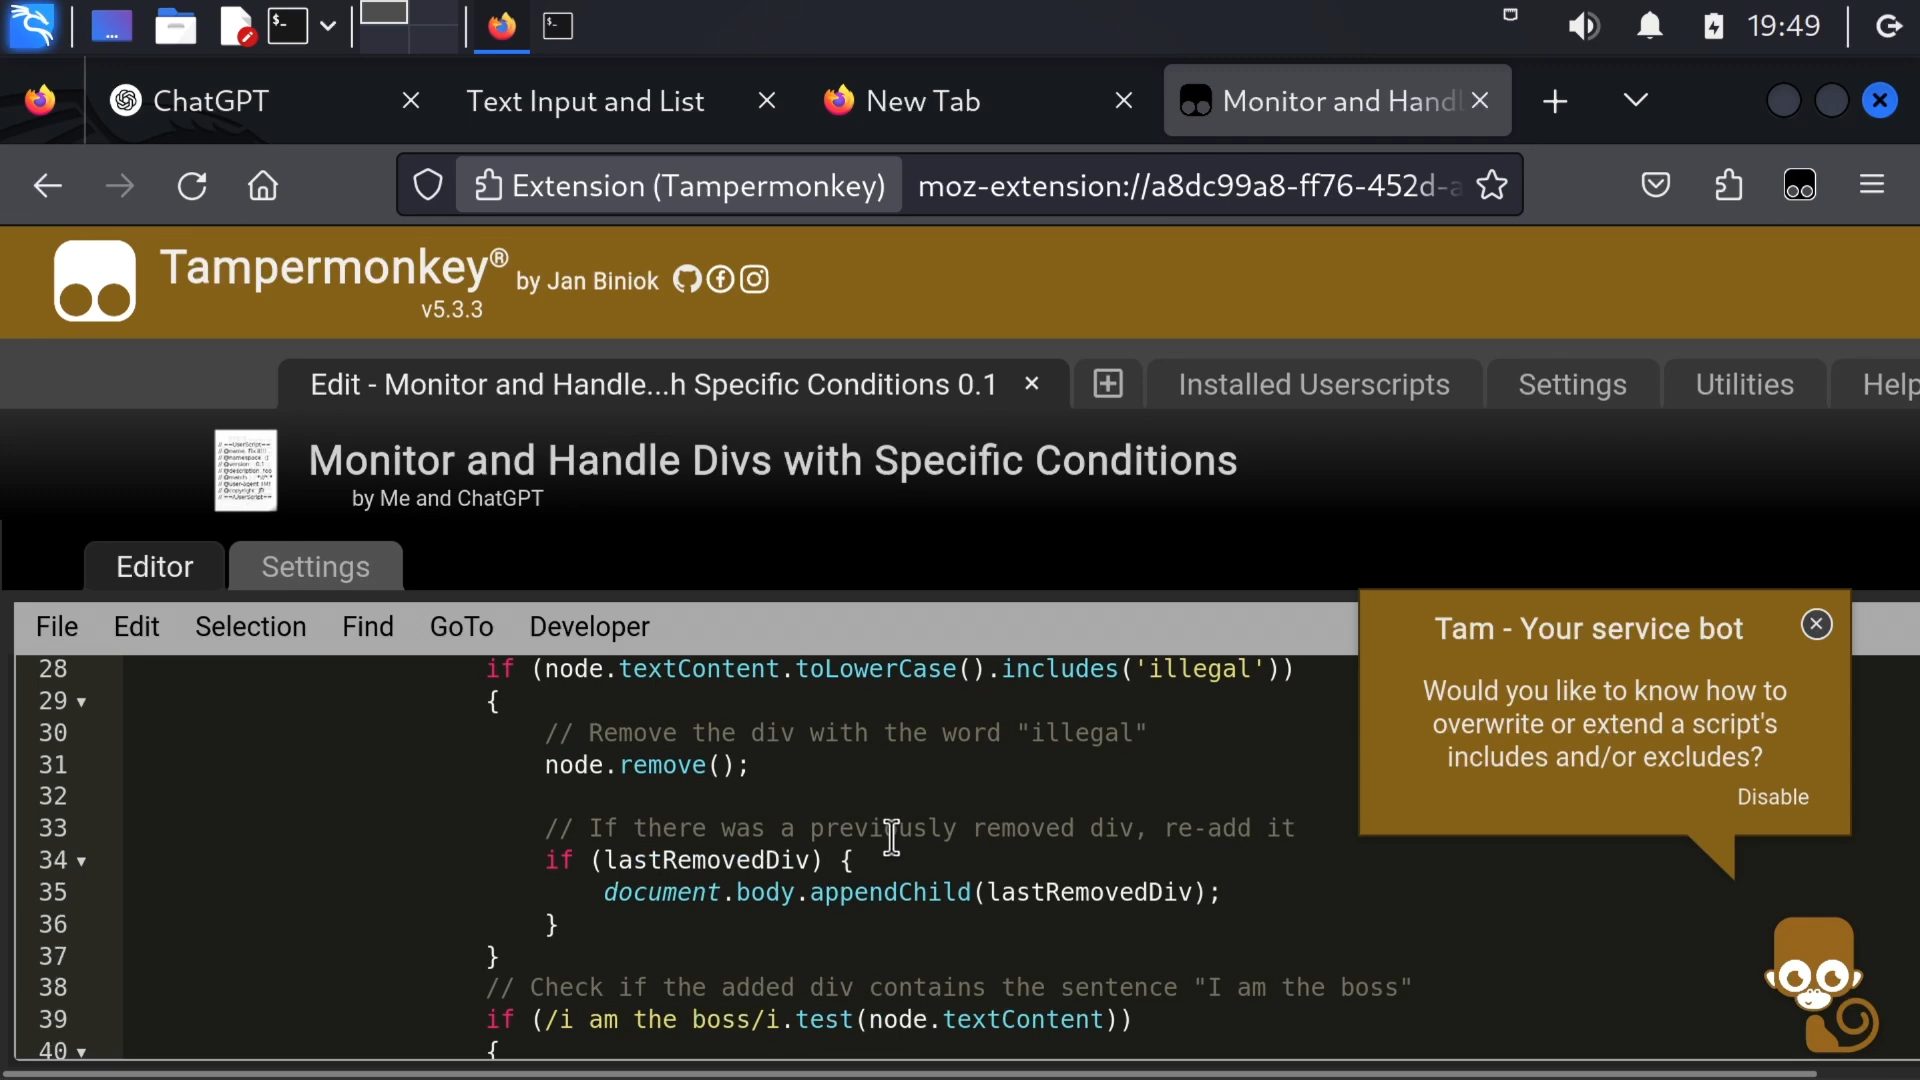 19:49
ChatGPT
Text Input and List
New Tab
Monitor and Handl
Extension (Tampermonkey)
moz-extension://a8dc99a8-ff76-452d-a
Tampermonkey® by Jan Biniok
v5.3.3
Edit - Monitor and Handle...h Specific Conditions 0.1
Installed Userscripts
Settings
Utilities
Help
Monitor and Handle Divs with Specific Conditions
by Me and ChatGPT
Editor
Settings
File Edit Selection Find GoTo Developer
Tam - Your service bot
Would you like to know how to
overwrite or extend a script's
includes and/or excludes?
Disable
28 if (node.textContent.toLowerCase().includes('illegal'))
29 {
30 // Remove the div with the word "illegal"
31 node.remove();
32
33 // If there was a previously removed div, re-add it
34 if (lastRemovedDiv) {
35 document.body.appendChild(lastRemovedDiv);
36 }
37 }
38 // Check if the added div contains the sentence "I am the boss"
39 if (/i am the boss/i.test(node.textContent))
40 {